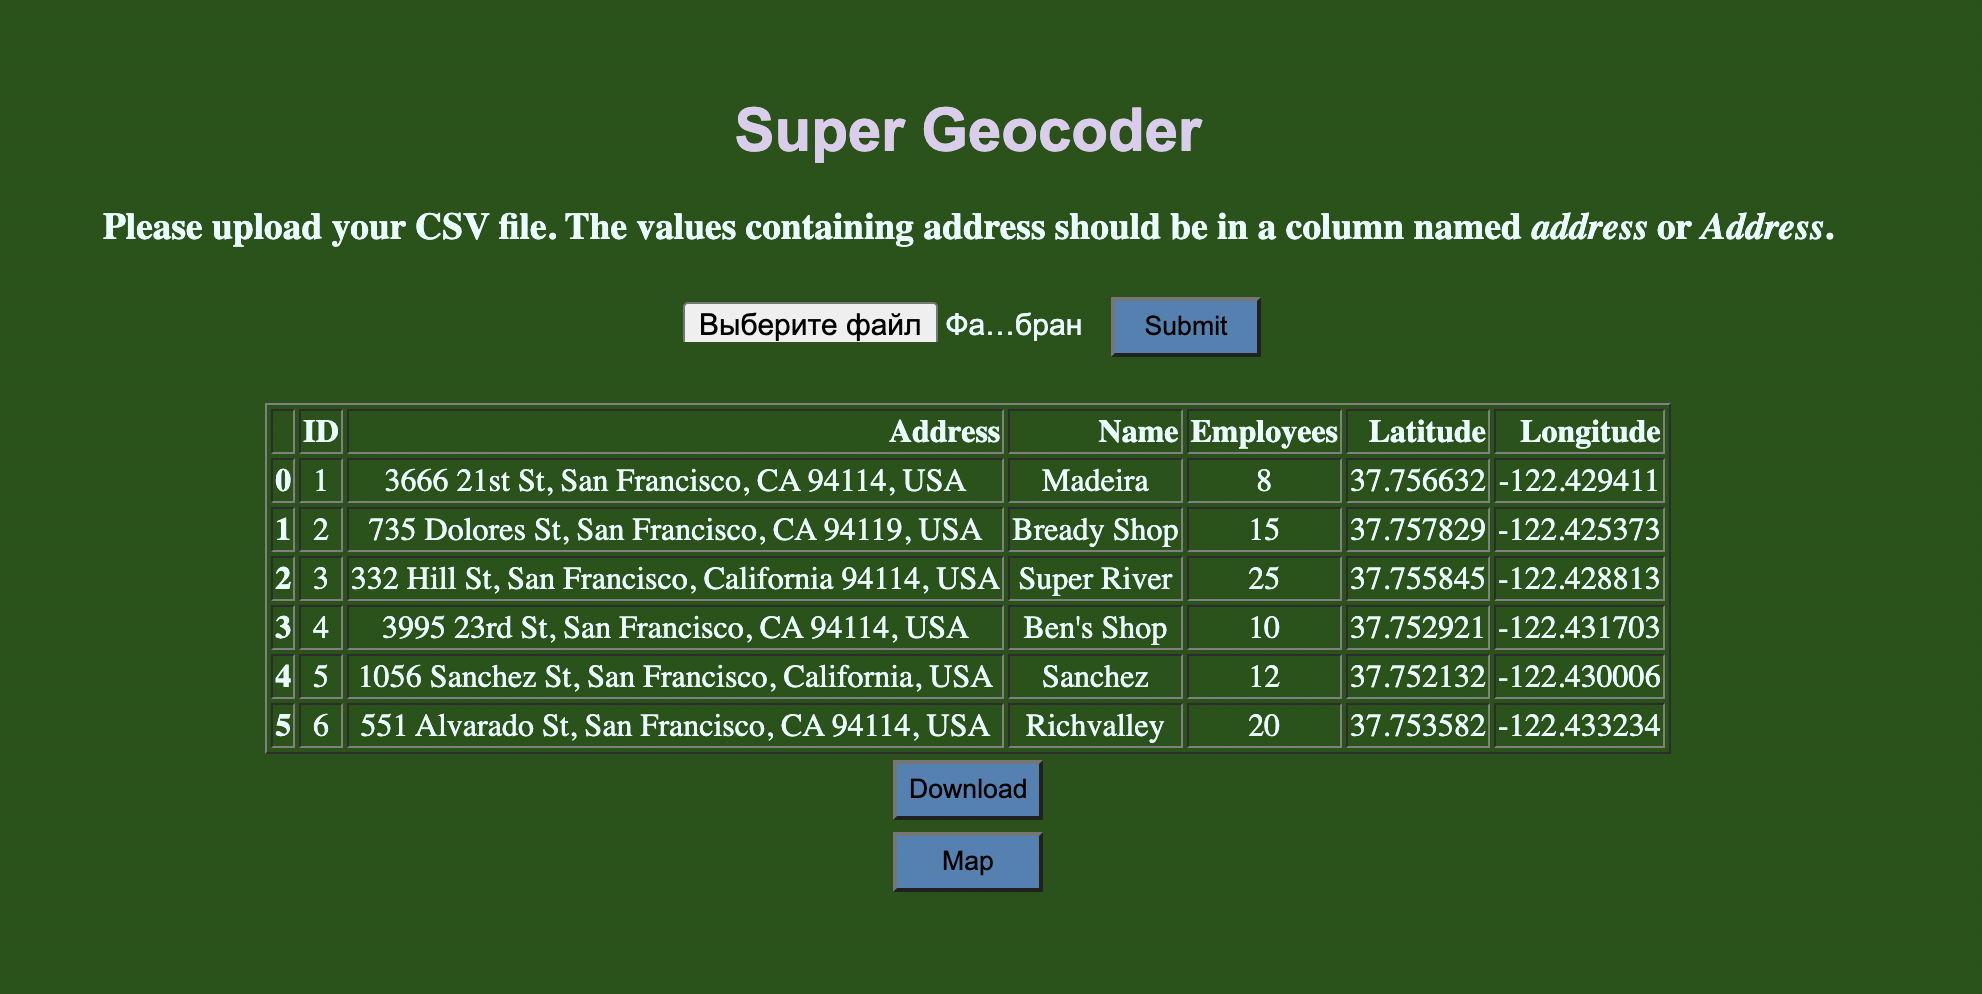 Super Geocoder
Please upload your CSV file. The values containing address should be in a column named address or Address.
Выберите файл Фа...бран Submit
ID Address Name Employees Latitude Longitude
0 1 3666 21st St, San Francisco, CA 94114, USA Madeira 8 37.756632 -122.429411
1 2 735 Dolores St, San Francisco, CA 94119, USA Bready Shop 15 37.757829 -122.425373
2 3 332 Hill St, San Francisco, California 94114, USA Super River 25 37.755845 -122.428813
3 4 3995 23rd St, San Francisco, CA 94114, USA Ben's Shop 10 37.752921 -122.431703
4 5 1056 Sanchez St, San Francisco, California, USA Sanchez 12 37.752132 -122.430006
5 6 551 Alvarado St, San Francisco, CA 94114, USA Richvalley 20 37.753582 -122.433234
Download
Map